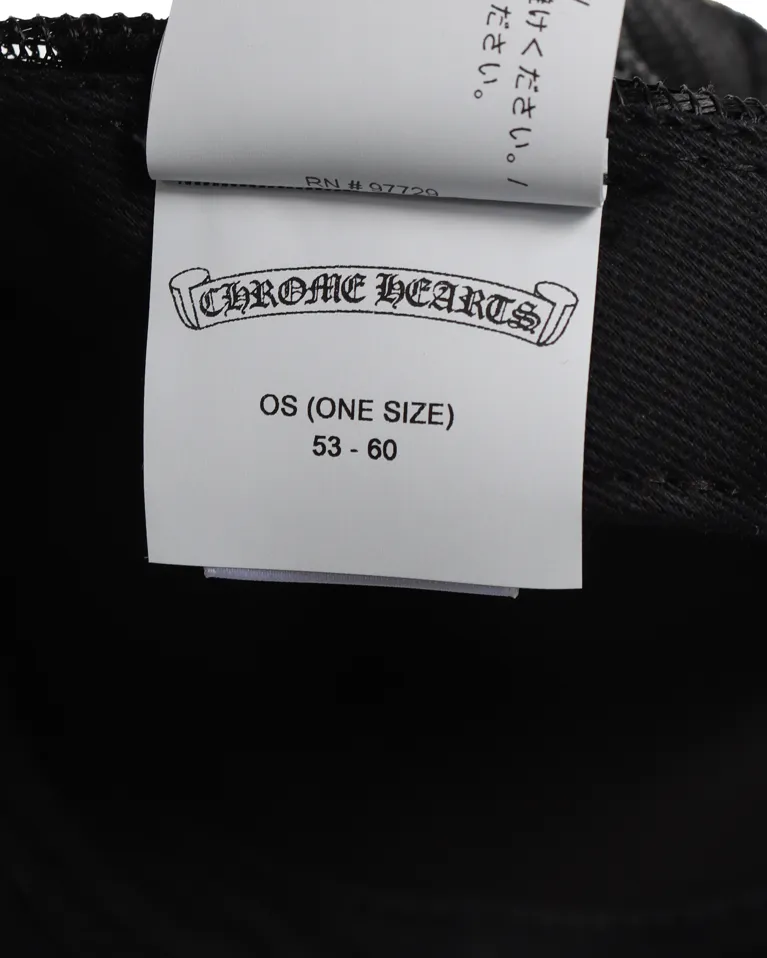 けください。/
ださい。
RN # 97729
CHROME HEARTS
OS (ONE SIZE)
53 - 60